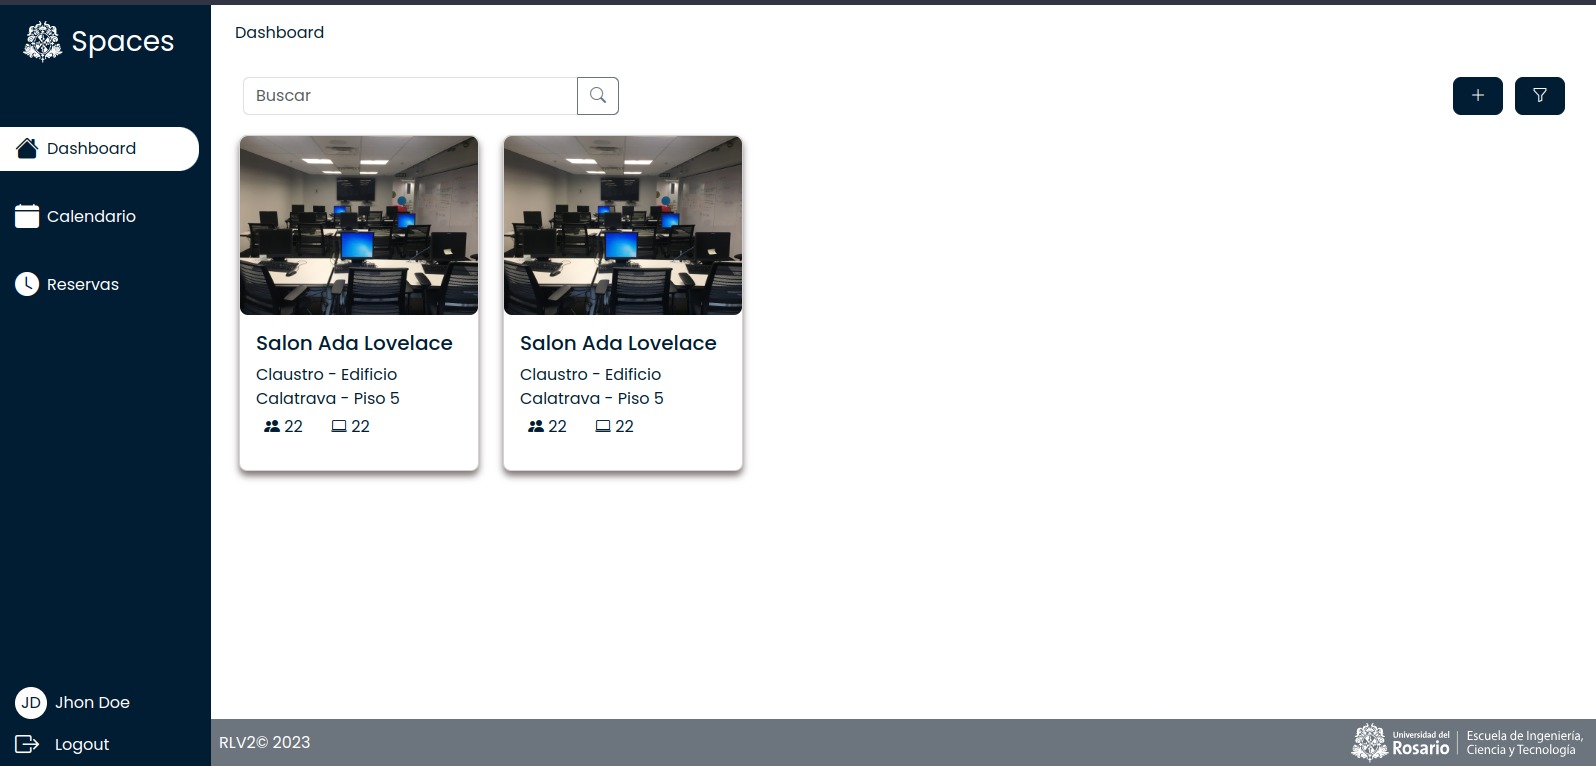 Spaces
Dashboard
Calendario
Reservas
Jhon Doe
JD
Logout
Dashboard
Buscar
Salon Ada Lovelace
Claustro - Edificio
Calatrava - Piso 5
22 22
Salon Ada Lovelace
Claustro - Edificio
Calatrava - Piso 5
22 22
RLV2© 2023
Universidad del
Rosario
Escuela de Ingeniería,
Ciencia y Tecnología